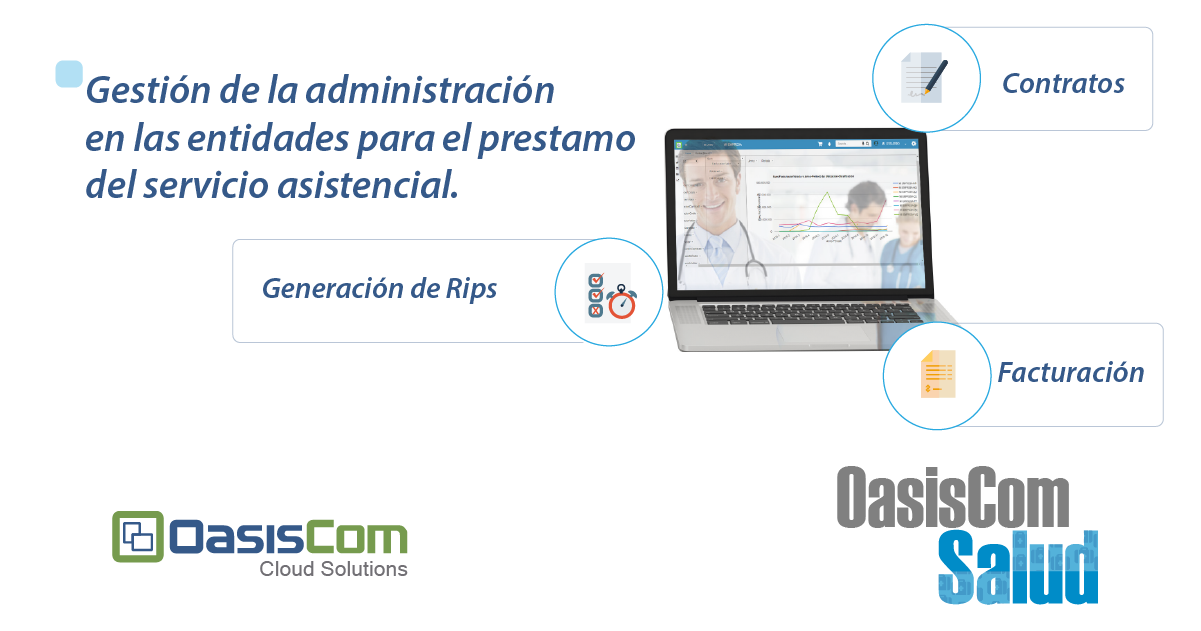 Gestión de la administración
en las entidades para el prestamo
del servicio asistencial.
Contratos
Generación de Rips
Facturación
OasisCom
Cloud Solutions
OasisCom
Salud